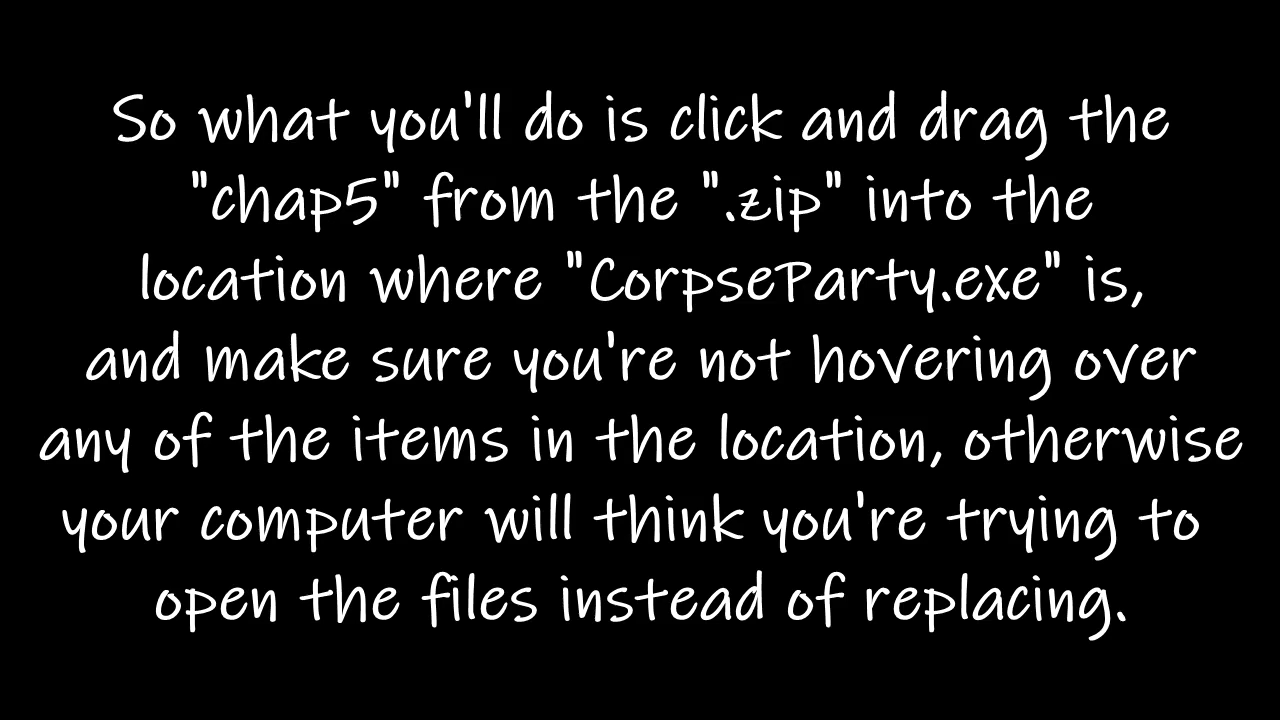 So what you'll do is click and drag the
"chap5" from the ".zip" into the
location where "CorpseParty.exe" is,
and make sure you're not hovering over
any of the items in the location, otherwise
your computer will think you're trying to
open the files instead of replacing.